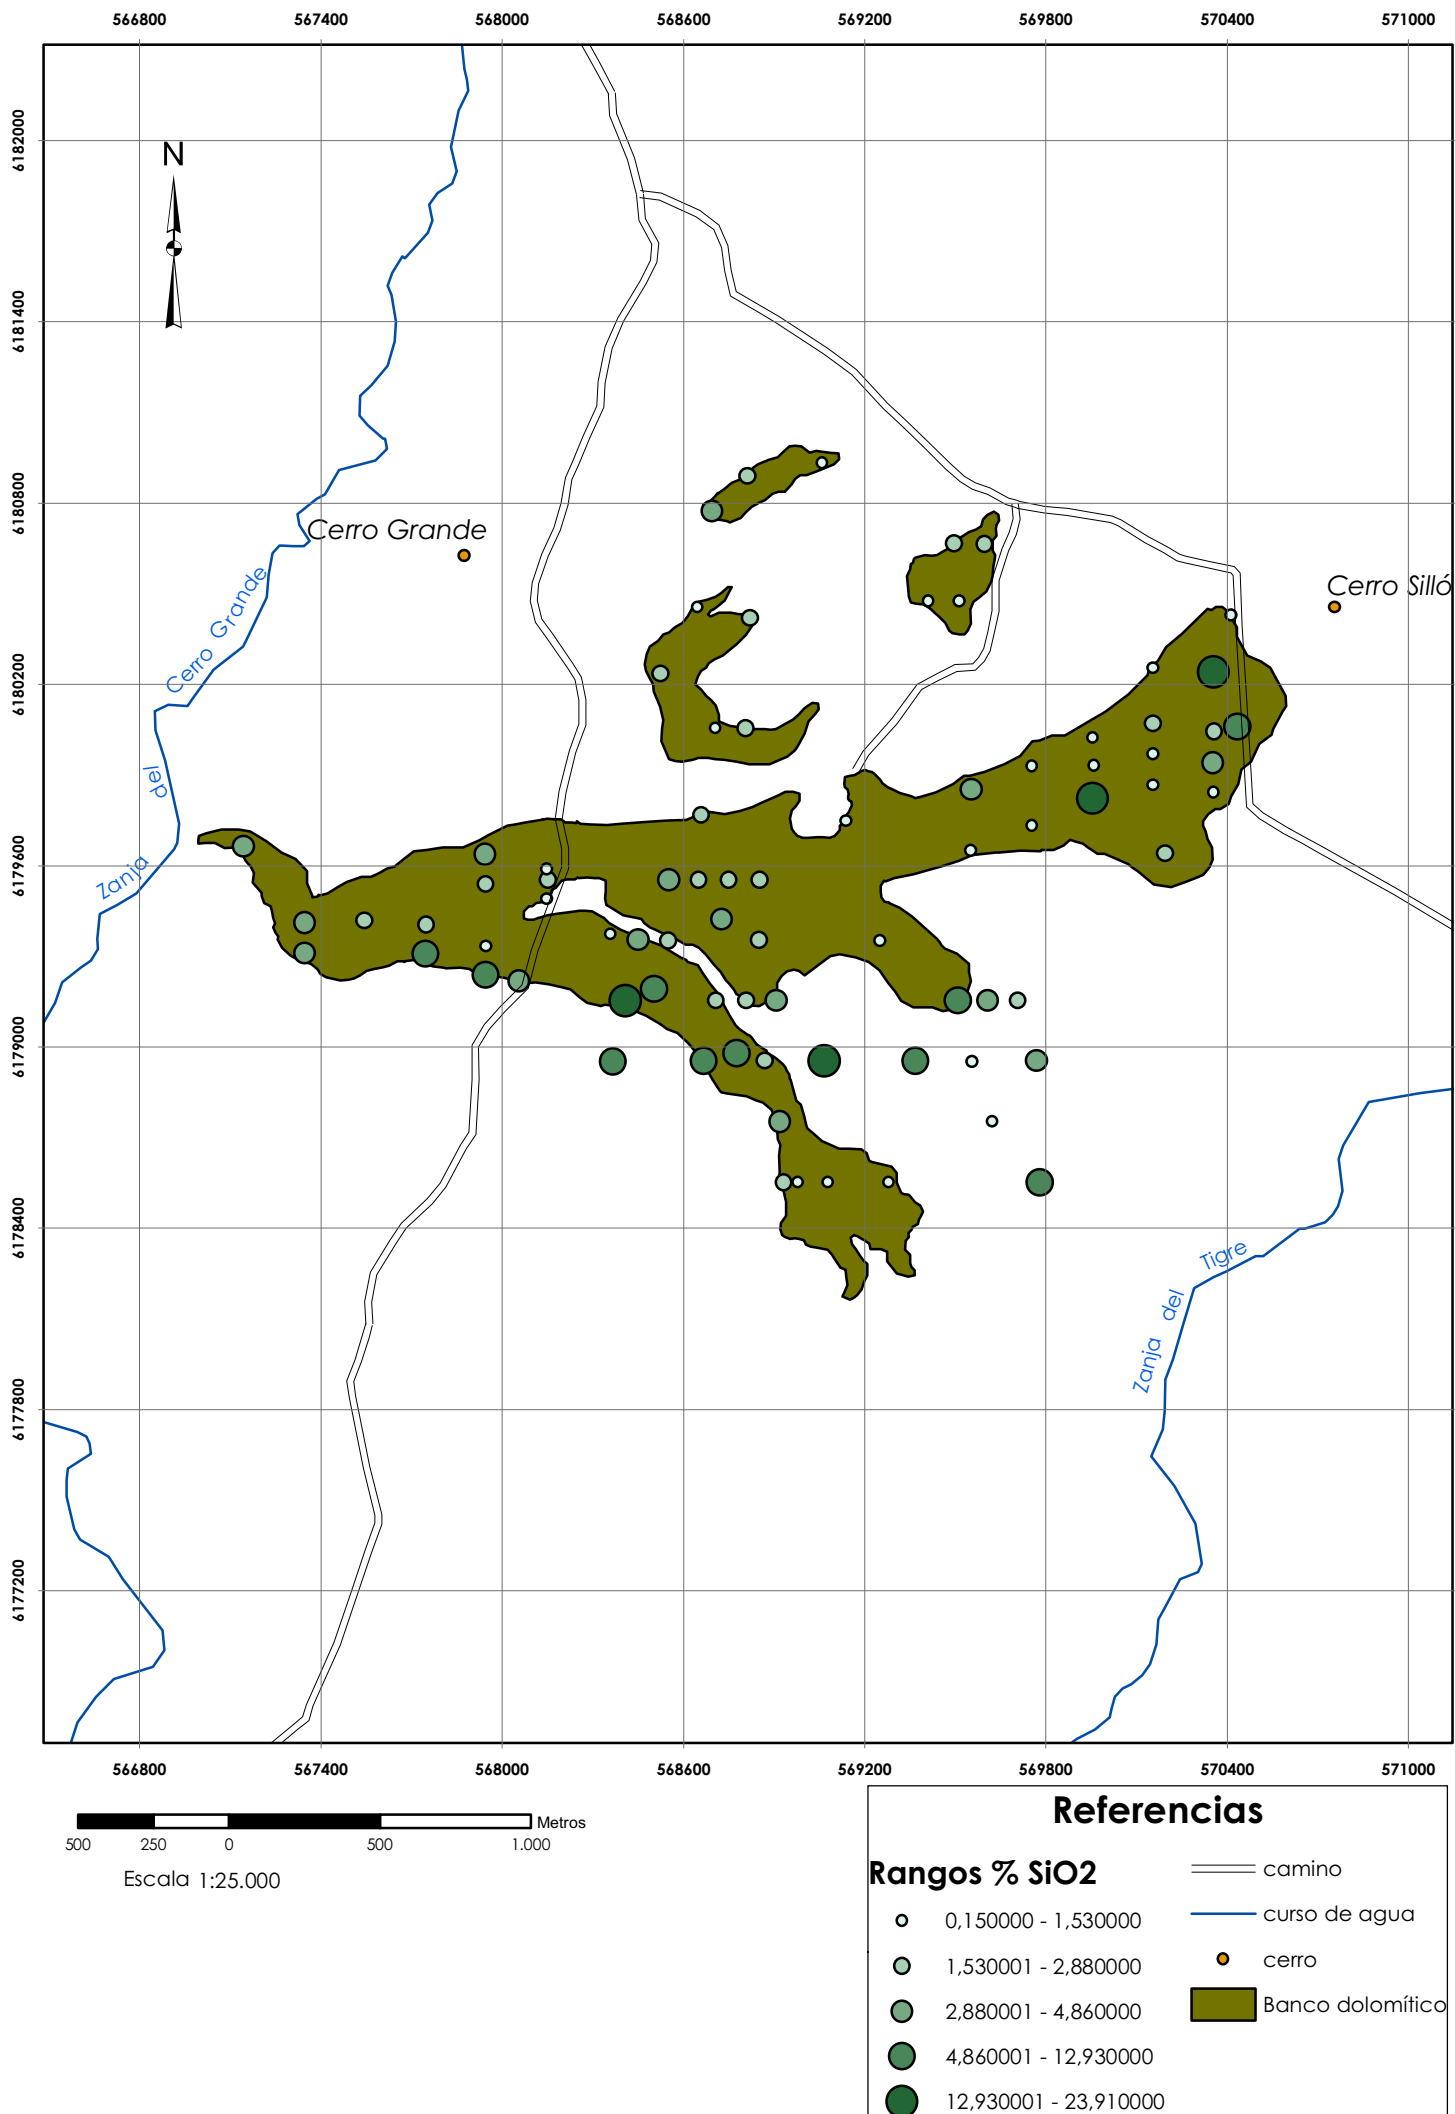 566800 567400 568000 568600 569200 569800 570400 571000
6182000
N
6181400
6180800
Cerro Grande
Cerro Silló
Zanja del Cerro Grande
6180200
6179600
6179000
6178400
Zanja del Tigre
6177800
6177200
566800 567400 568000 568600 569200 569800 570400 571000
500 250 0 500 1.000 Metros
Escala 1:25.000
Referencias
Rangos % SiO2
0,150000 - 1,530000
1,530001 - 2,880000
2,880001 - 4,860000
4,860001 - 12,930000
12,930001 - 23,910000
camino
curso de agua
cerro
Banco dolomítico